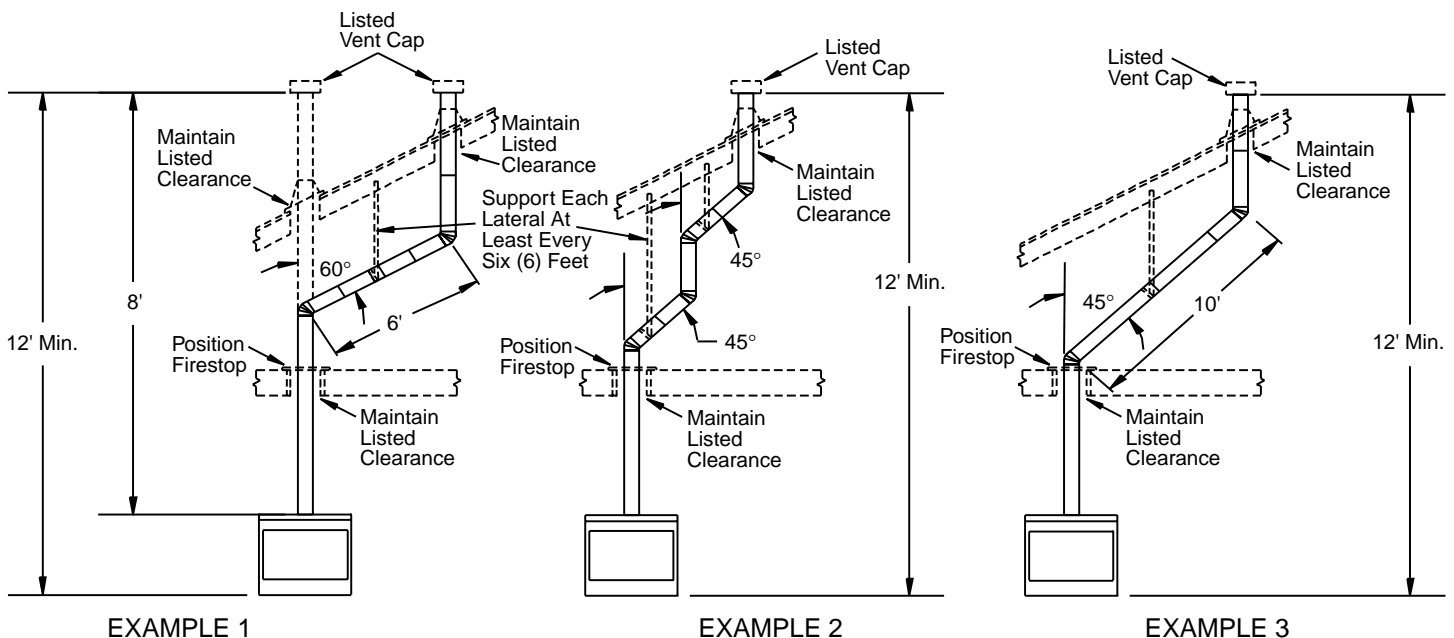 Listed
Vent Cap
Maintain
Listed
Clearance
Maintain
Listed
Clearance
Support Each
Lateral At
Least Every
Six (6) Feet
60°
6'
8'
12' Min.
Position
Firestop
Maintain
Listed
Clearance
EXAMPLE 1
Listed
Vent Cap
Maintain
Listed
Clearance
45°
45°
12' Min.
Position
Firestop
Maintain
Listed
Clearance
EXAMPLE 2
Listed
Vent Cap
Maintain
Listed
Clearance
45°
10'
12' Min.
Position
Firestop
Maintain
Listed
Clearance
EXAMPLE 3